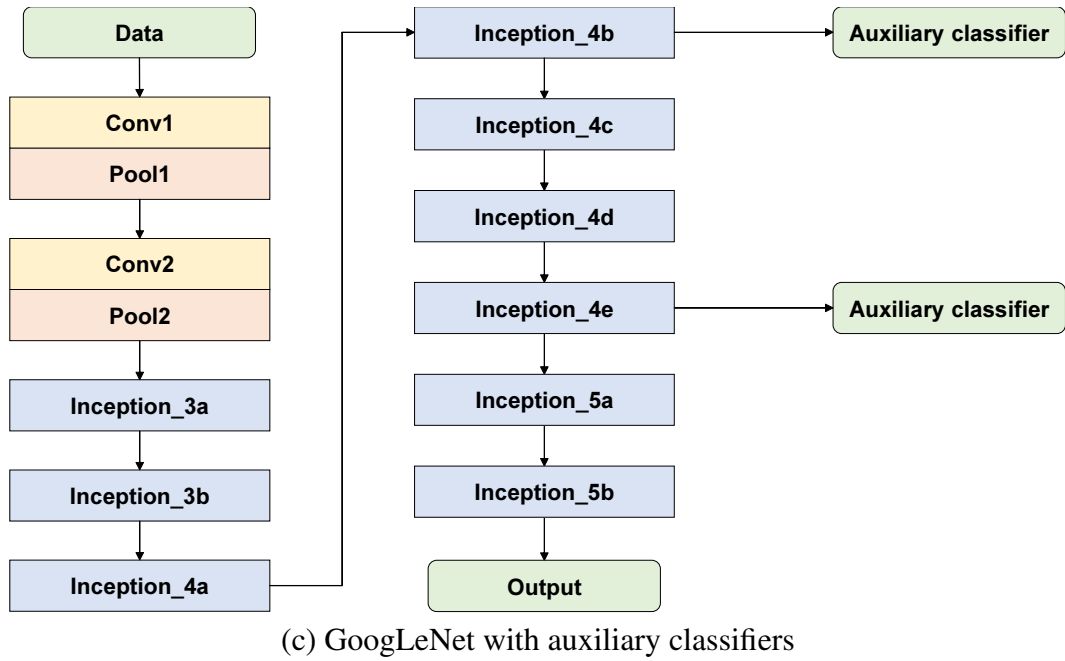 Data
Conv1
Pool1
Conv2
Pool2
Inception_3a
Inception_3b
Inception_4a
Inception_4b
Auxiliary classifier
Inception_4c
Inception_4d
Inception_4e
Auxiliary classifier
Inception_5a
Inception_5b
Output
(c) GoogLeNet with auxiliary classifiers